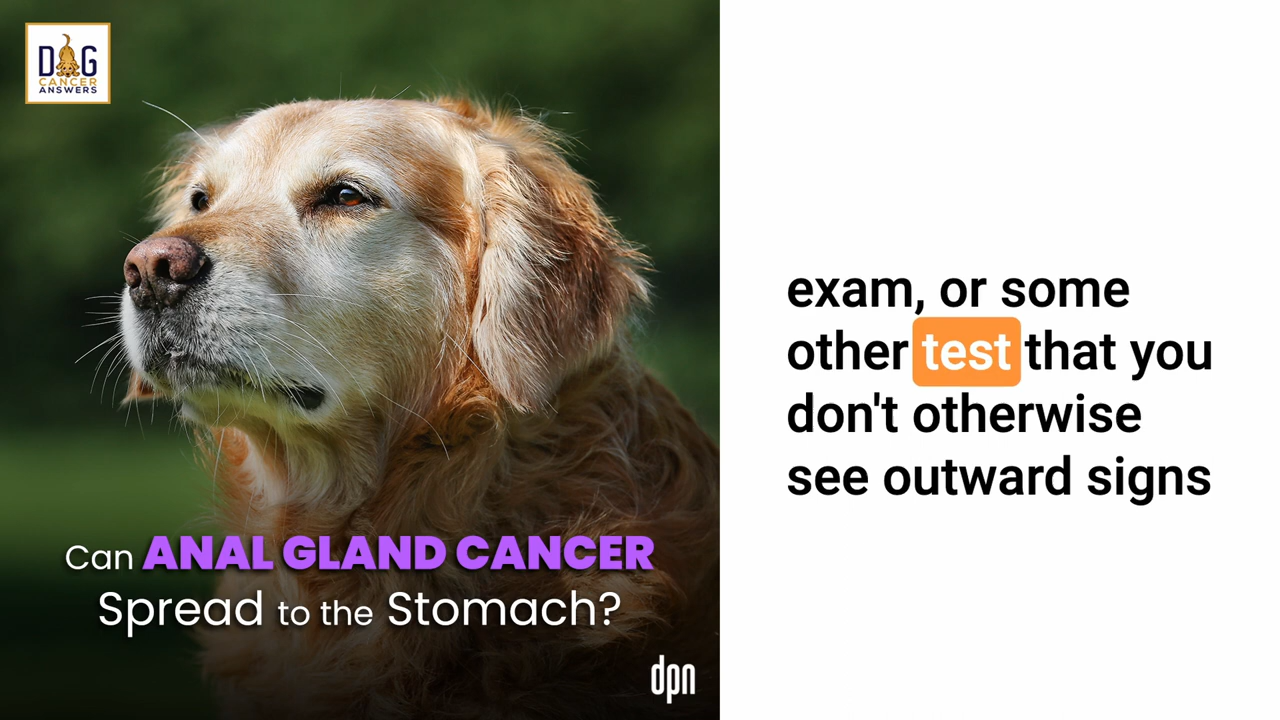 DOG
CANCER
ANSWERS
Can ANAL GLAND CANCER
Spread to the Stomach?
dpn
exam, or some
other test that you
don't otherwise
see outward signs